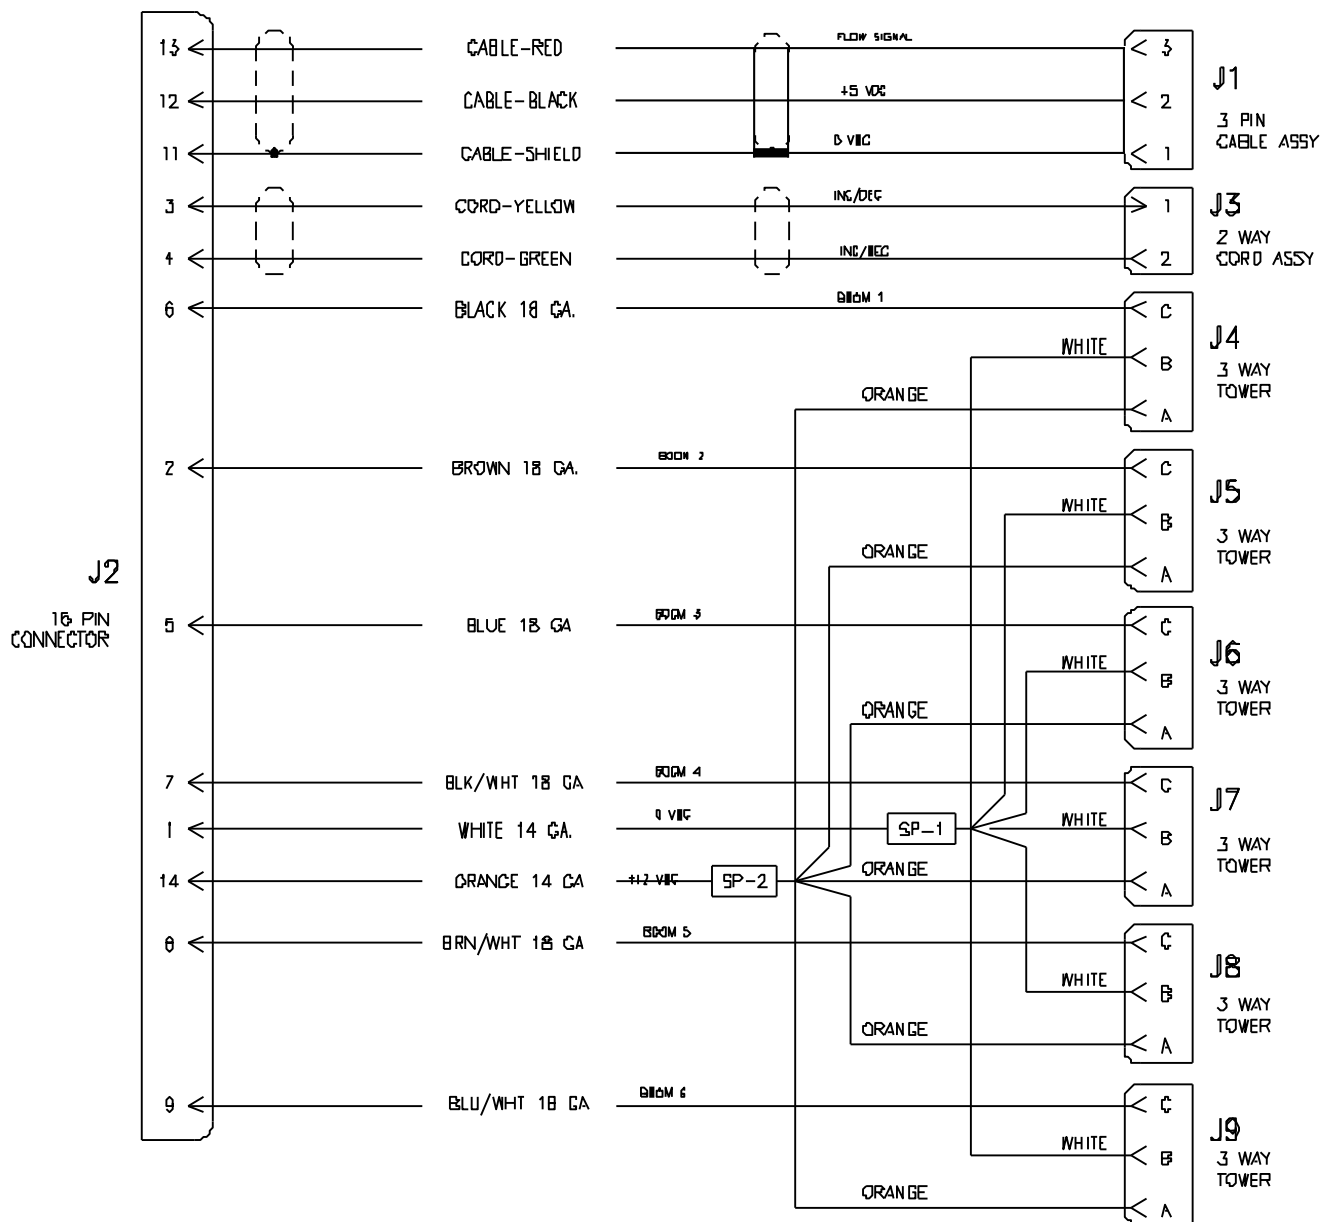 13 CABLE-RED FLOW SIGNAL 3
J1
12 CABLE-BLACK +5 VDC 2
3 PIN
CABLE ASSY
11 CABLE-SHIELD 0 VDC 1
3 CORD-YELLOW INC/DEC 1
J3
2 WAY
CORD ASSY
4 CORD-GREEN INC/DEC 2
6 BLACK 18 GA. BOOM 1 C
J4
WHITE B
3 WAY
TOWER
ORANGE A
2 BROWN 18 GA. BOOM 2 C
J5
WHITE B
3 WAY
TOWER
ORANGE A
J2
16 PIN
CONNECTOR
5 BLUE 18 GA BOOM 3 C
J6
WHITE B
3 WAY
TOWER
ORANGE A
7 BLK/WHT 18 GA BOOM 4 C
J7
1 WHITE 14 GA. 0 VDC SP-1 WHITE B
3 WAY
TOWER
14 ORANGE 14 GA +12 VDC SP-2 ORANGE A
8 BRN/WHT 18 GA BOOM 5 C
J8
WHITE B
3 WAY
TOWER
ORANGE A
9 BLU/WHT 18 GA BOOM 6 C
J9
WHITE B
3 WAY
TOWER
ORANGE A